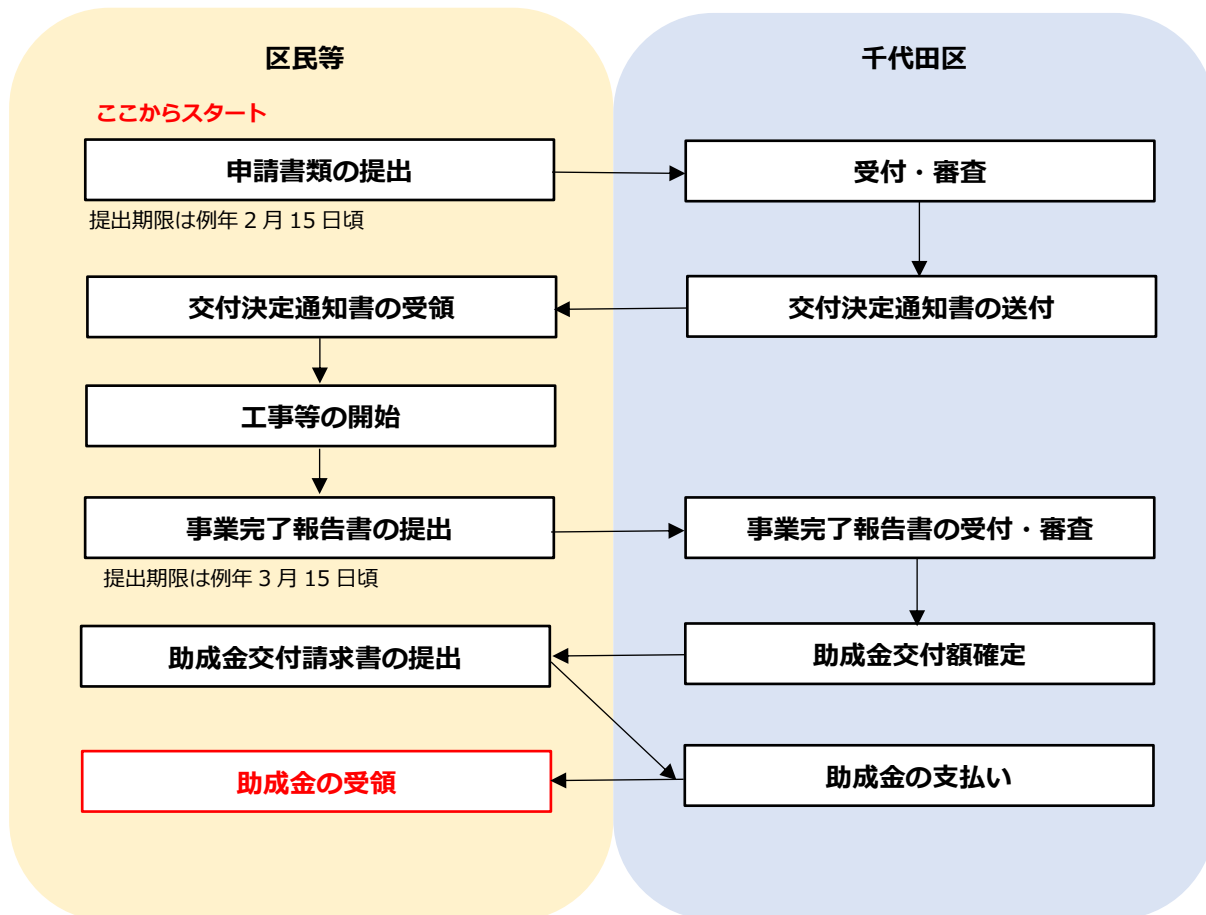 区民等
千代田区
ここからスタート
申請書類の提出
受付・審査
提出期限は例年 2 月 15 日頃
交付決定通知書の受領
交付決定通知書の送付
工事等の開始
事業完了報告書の提出
事業完了報告書の受付・審査
提出期限は例年 3 月 15 日頃
助成金交付請求書の提出
助成金交付額確定
助成金の受領
助成金の支払い